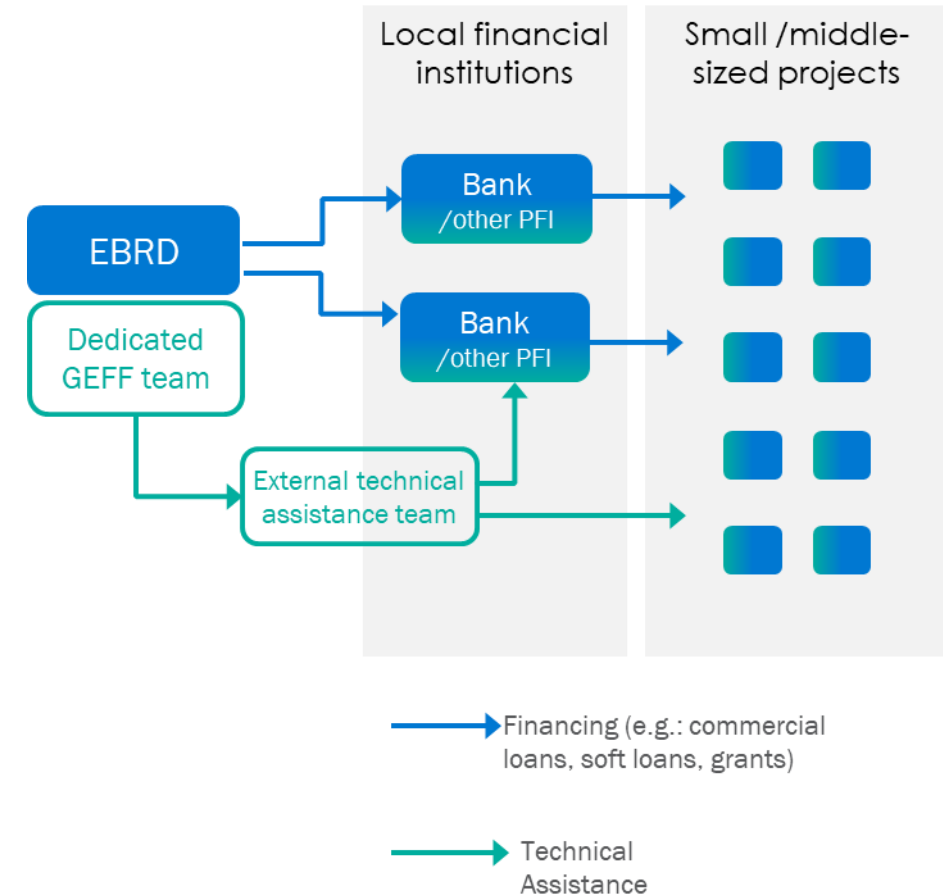 Local financial
institutions
Small /middle-
sized projects
Bank
/other PFI
EBRD
Bank
/other PFI
Dedicated
GEFF team
External technical
assistance team
Financing (e.g.: commercial
loans, soft loans, grants)
Technical
Assistance